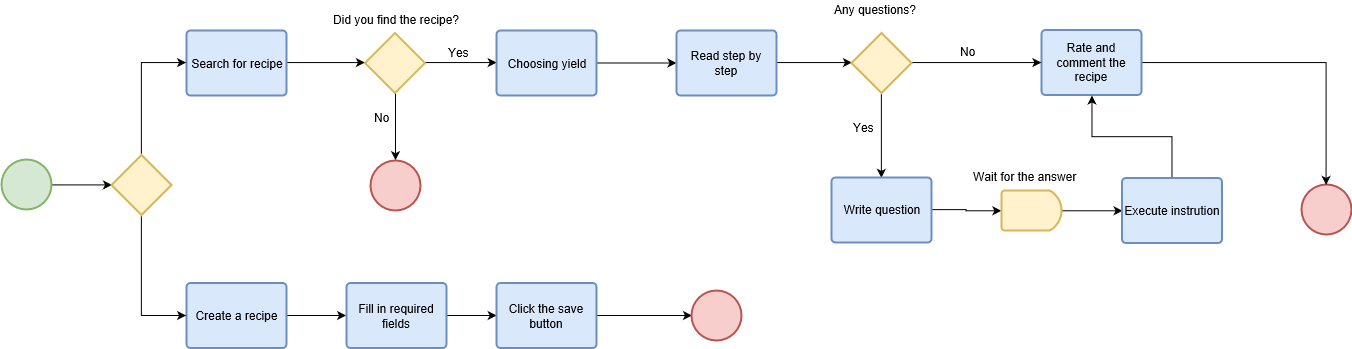 Did you find the recipe?
Any questions?
Search for recipe
Yes
Choosing yield
Read step by
step
No
Rate and
comment the
recipe
No
Yes
Wait for the answer
Write question
Execute instrution
Create a recipe
Fill in required
fields
Click the save
button